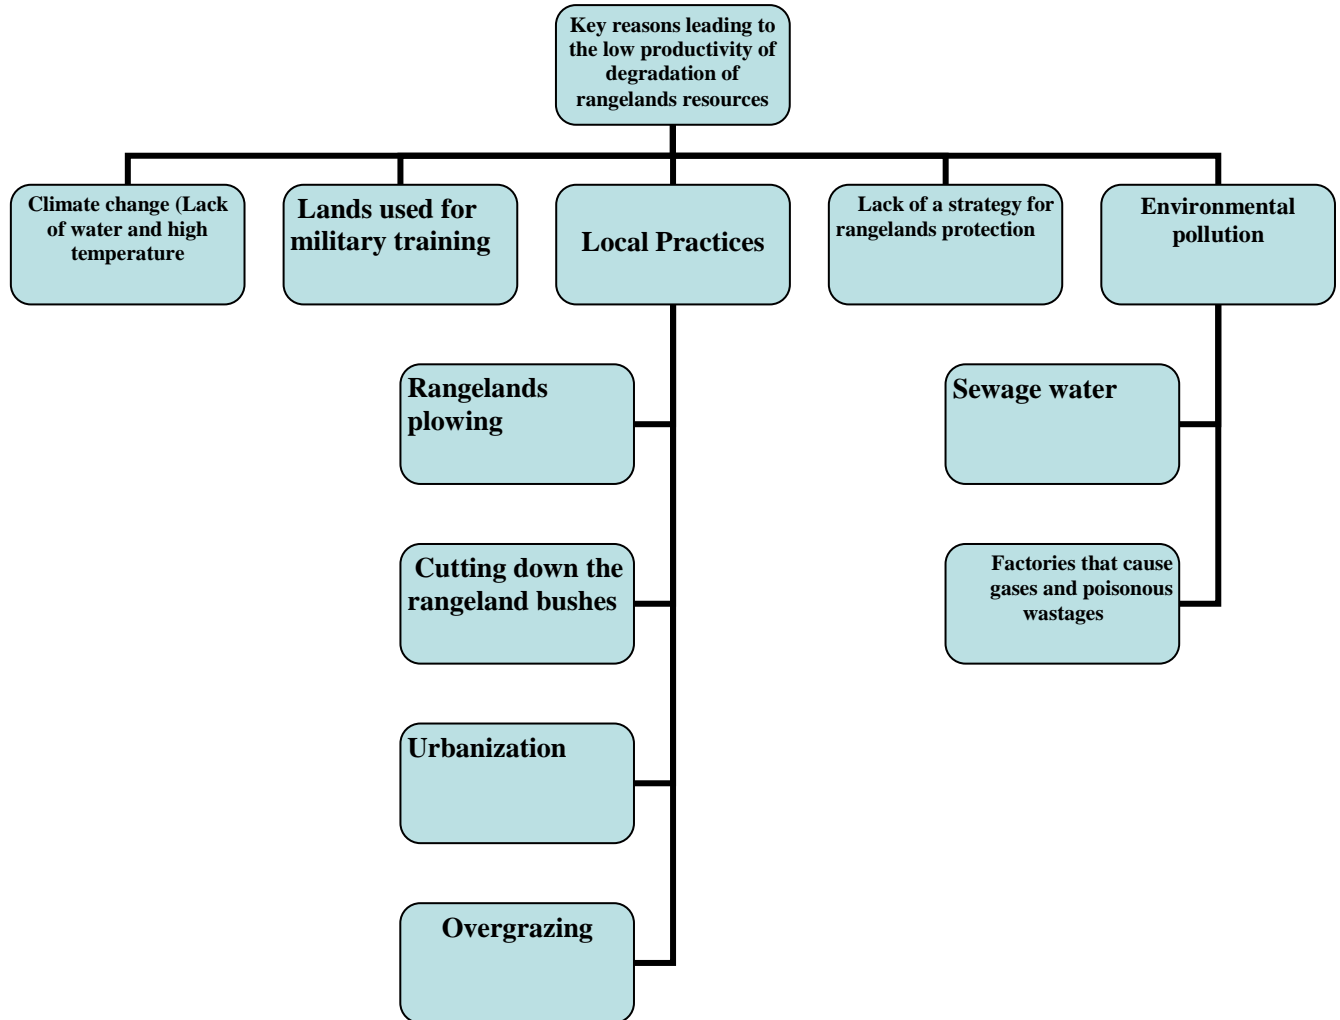 Key reasons leading to
the low productivity of
degradation of
rangelands resources
Climate change (Lack
of water and high
temperature
Lands used for
military training
Local Practices
Lack of a strategy for
rangelands protection
Environmental
pollution
Rangelands
plowing
Cutting down the
rangeland bushes
Urbanization
Overgrazing
Sewage water
Factories that cause
gases and poisonous
wastages